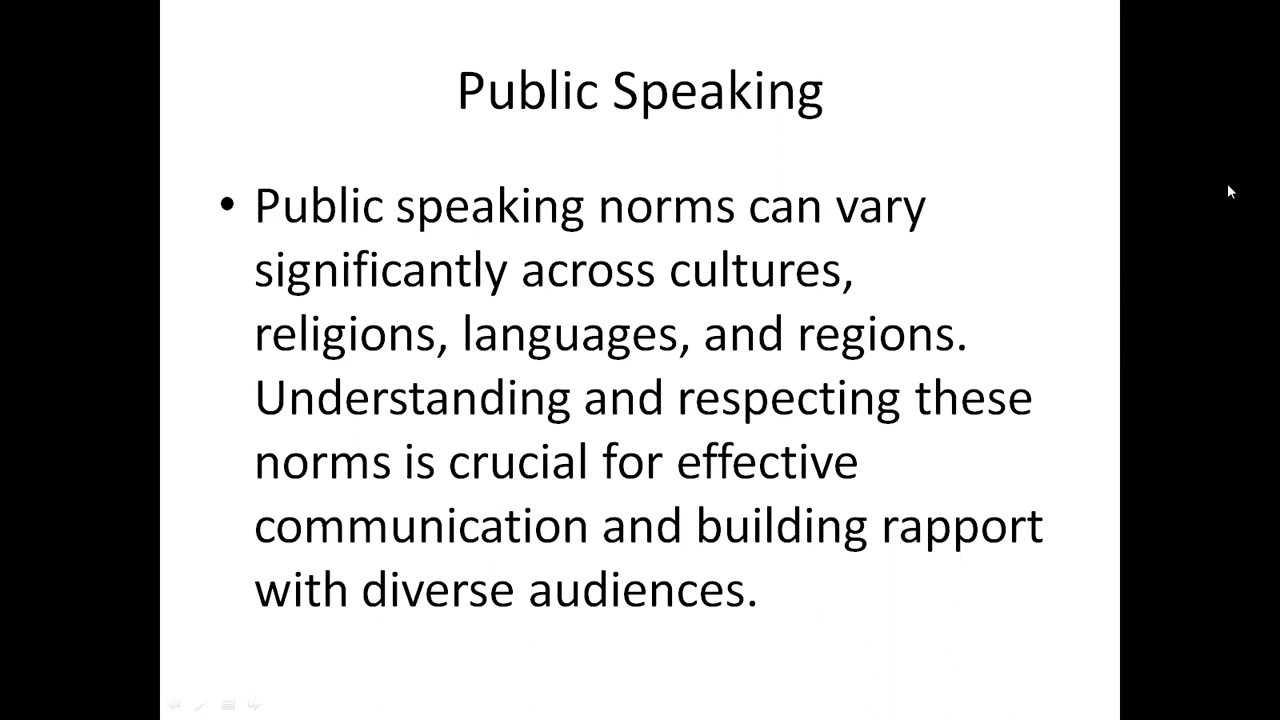 Public Speaking
• Public speaking norms can vary
significantly across cultures,
religions, languages, and regions.
Understanding and respecting these
norms is crucial for effective
communication and building rapport
with diverse audiences.